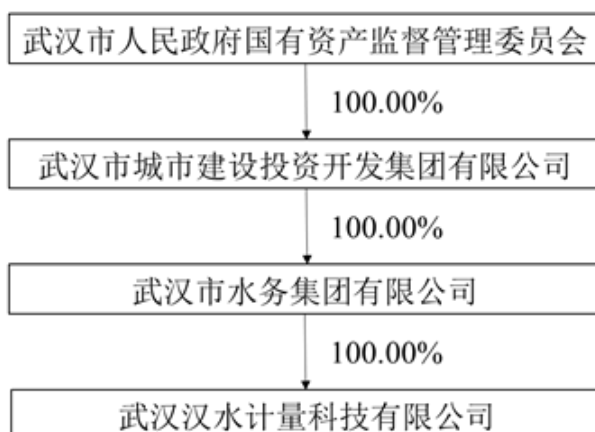 武汉市人民政府国有资产监督管理委员会
100.00%
武汉市城市建设投资开发集团有限公司
100.00%
武汉市水务集团有限公司
100.00%
武汉汉水计量科技有限公司